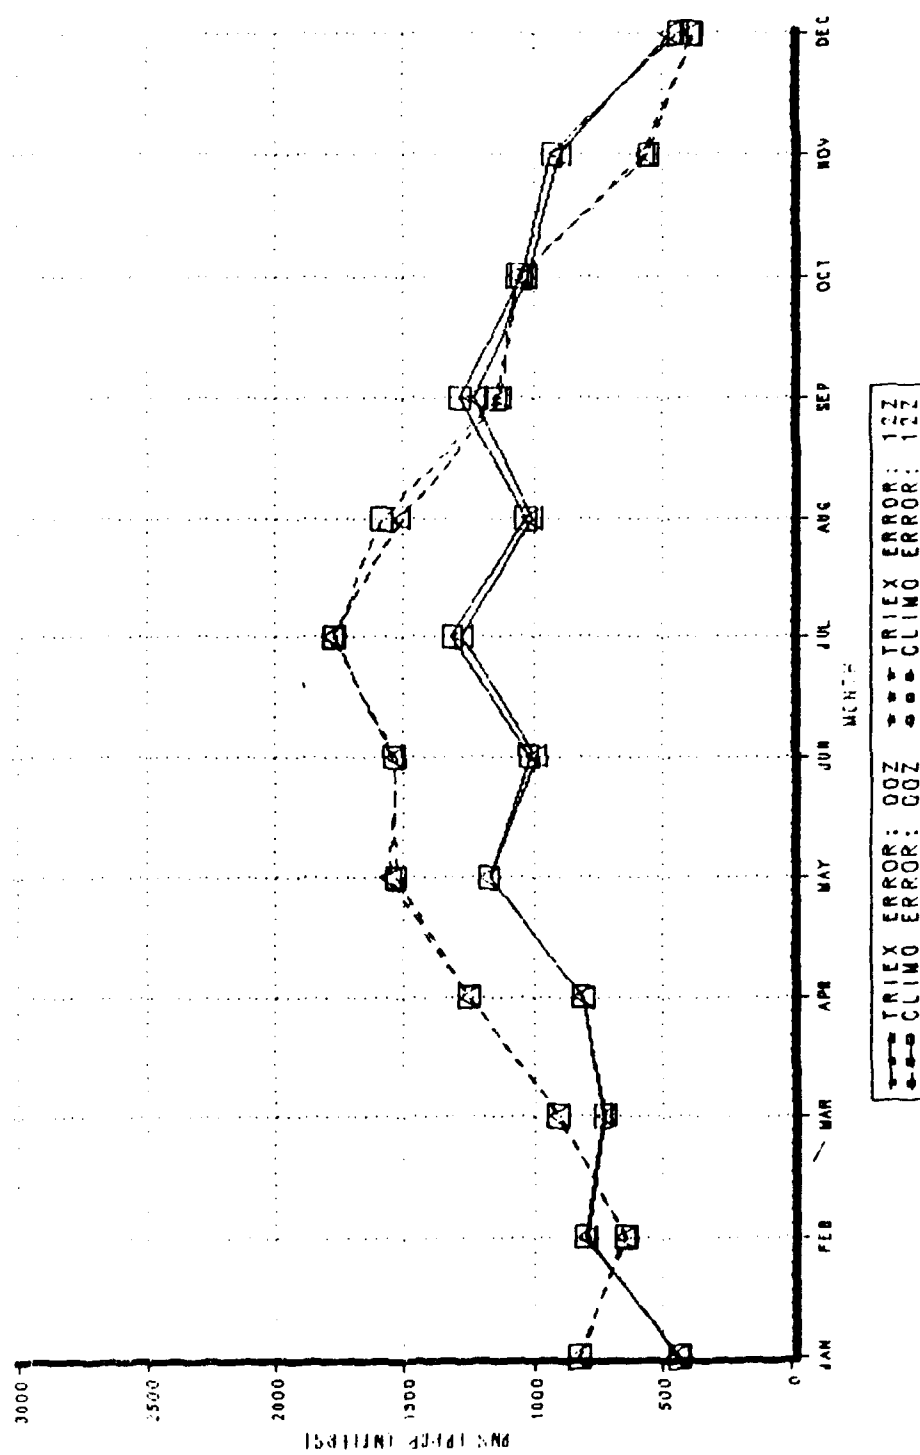 3000
2500
2000
1500
1000
500
0
JAN
FEB
MAR
APR
MAY
JUN
JUL
AUG
SEP
OCT
NOV
DEC
MONTH
TRIEX ERROR: 00Z TRIEX ERROR: 12Z
CLIMO ERROR: 00Z CLIMO ERROR: 12Z